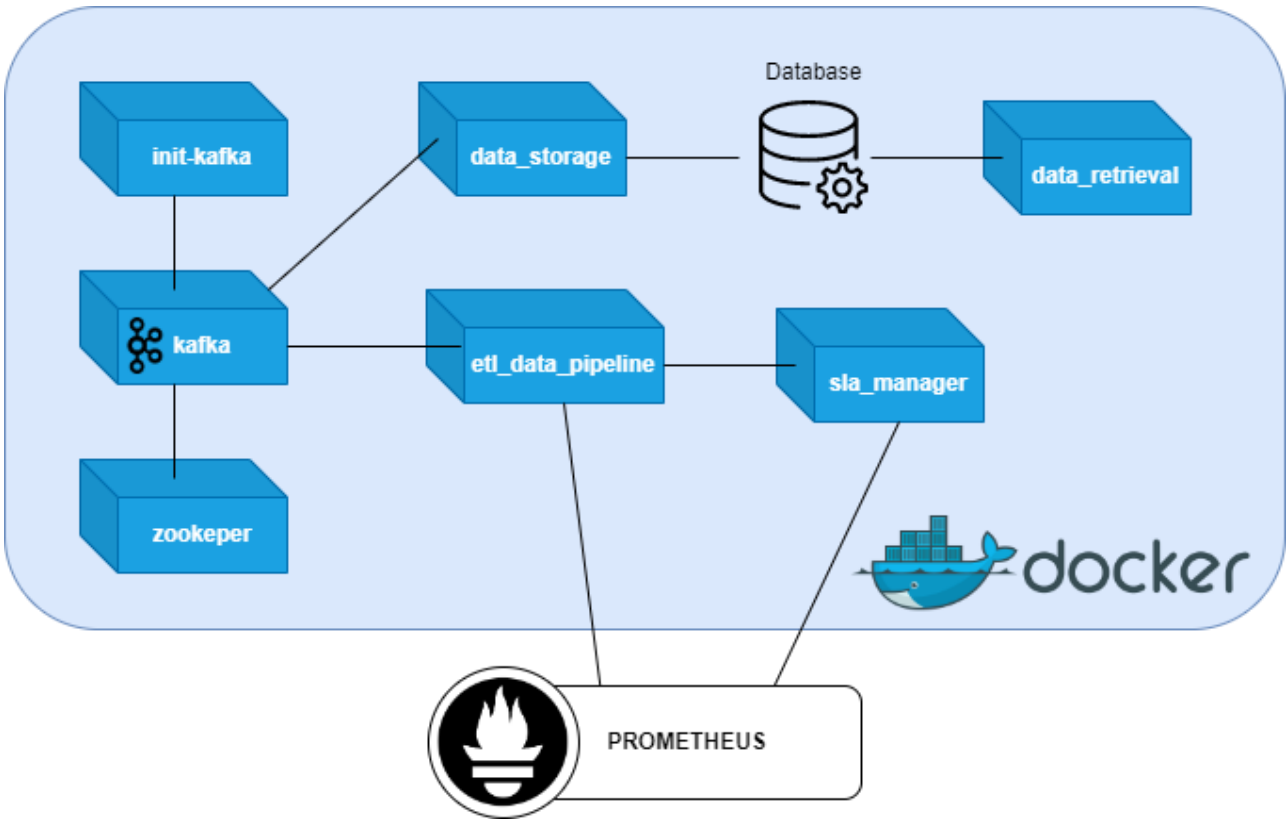 Database
init-kafka
data_storage
data_retrieval
kafka
etl_data_pipeline
sla_manager
zookeper
docker
PROMETHEUS